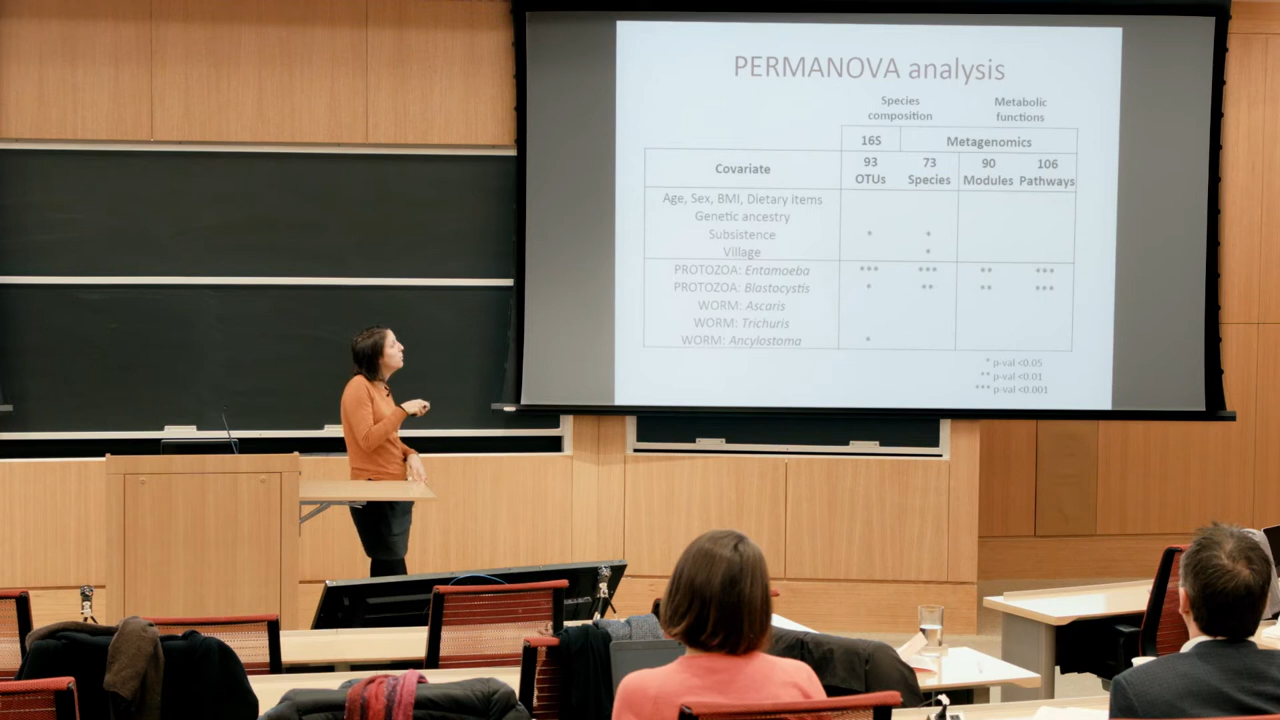 PERMANOVA analysis
Species composition
Metabolic functions
16S Metagenomics
Covariate 93 OTUs 73 Species 90 Modules 106 Pathways
Age, Sex, BMI, Dietary items
Genetic ancestry
Subsistence * *
Village *
PROTOZOA: Entamoeba *** *** ** ***
PROTOZOA: Blastocystis * ** ** ***
WORM: Ascaris
WORM: Trichuris
WORM: Ancylostoma *
* p-val <0.05
** p-val <0.01
*** p-val <0.001